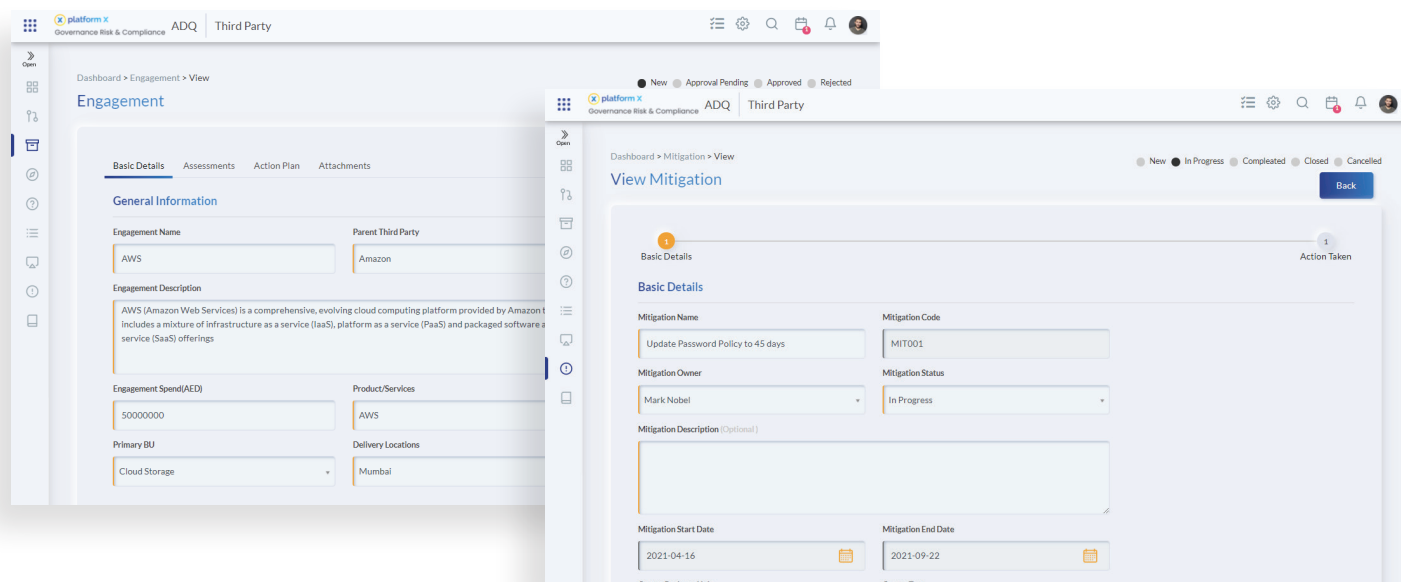 platform X
Governance Risk & Compliance
ADQ
Third Party
Open
Dashboard > Engagement > View
New
Approval Pending
Approved
Rejected
Engagement
Basic Details
Assessments
Action Plan
Attachments
General Information
Engagement Name
Parent Third Party
AWS
Amazon
Engagement Description
AWS (Amazon Web Services) is a comprehensive, evolving cloud computing platform provided by Amazon
includes a mixture of infrastructure as a service (IaaS), platform as a service (PaaS) and packaged software
service (SaaS) offerings
Engagement Spend(AED)
Product/Services
50000000
AWS
Primary BU
Delivery Locations
Cloud Storage
Mumbai
platform X
Governance Risk & Compliance
ADQ
Third Party
Open
Dashboard > Mitigation > View
New
In Progress
Compleated
Closed
Cancelled
View Mitigation
Back
1
1
Basic Details
Action Taken
Basic Details
Mitigation Name
Mitigation Code
Update Password Policy to 45 days
MIT001
Mitigation Owner
Mitigation Status
Mark Nobel
In Progress
Mitigation Description (Optional)
Mitigation Start Date
Mitigation End Date
2021-04-16
2021-09-22